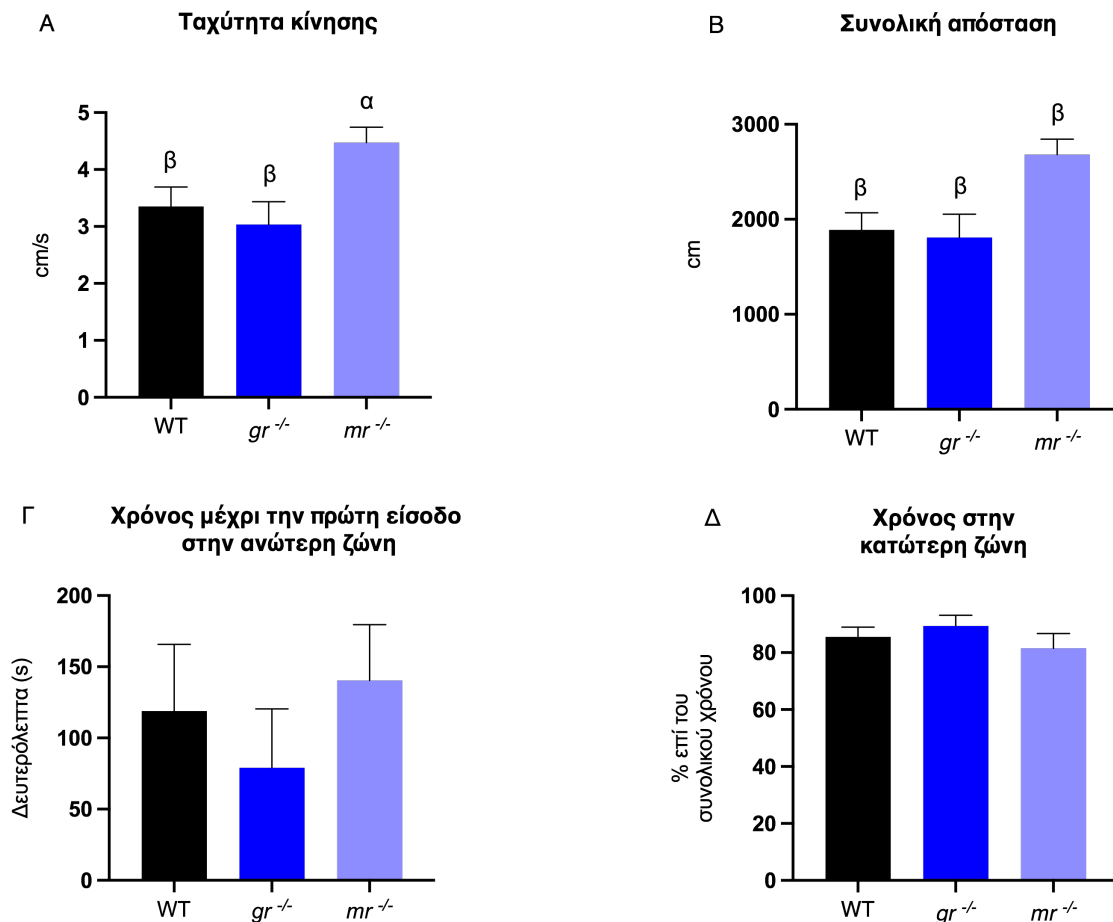 Α
Ταχύτητα κίνησης
cm/s
5
4
3
2
1
0
β
β
α
WT
gr -/-
mr -/-
Β
Συνολική απόσταση
cm
3000
2000
1000
0
β
β
β
WT
gr -/-
mr -/-
Γ
Χρόνος μέχρι την πρώτη είσοδο
στην ανώτερη ζώνη
Δευτερόλεπτα (s)
200
150
100
50
0
WT
gr -/-
mr -/-
Δ
Χρόνος στην
κατώτερη ζώνη
% επί του
συνολικού χρόνου
100
80
60
40
20
0
WT
gr -/-
mr -/-